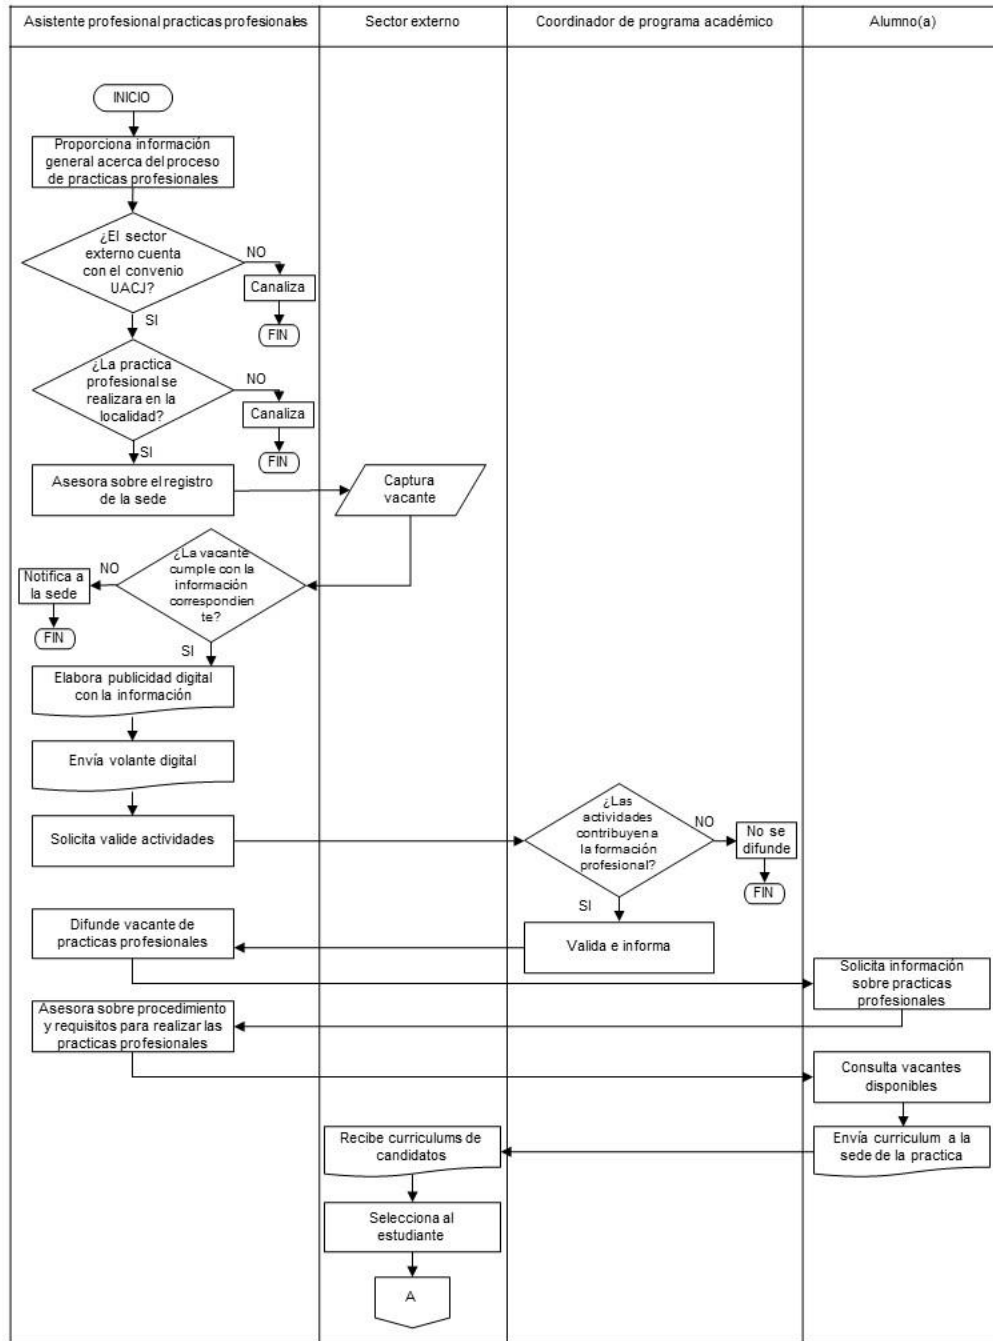 Asistente profesional practicas profesionales
Sector externo
Coordinador de programa académico
Alumno(a)
INICIO
Proporciona información
general acerca del proceso
de practicas profesionales
¿El sector
externo cuenta
con el convenio
UACJ?
NO
Canaliza
FIN
SI
¿La practica
profesional se
realizara en la
localidad?
NO
Canaliza
FIN
SI
Asesora sobre el registro
de la sede
Captura
vacante
¿La vacante
cumple con la
información
correspondien
te?
NO
Notifica a
la sede
FIN
SI
Elabora publicidad digital
con la información
Envía volante digital
Solicita valide actividades
¿Las
actividades
contribuyen a
la formación
profesional?
NO
No se
difunde
FIN
SI
Valida e informa
Difunde vacante de
practicas profesionales
Solicita información
sobre practicas
profesionales
Asesora sobre procedimiento
y requisitos para realizar las
practicas profesionales
Consulta vacantes
disponibles
Envía curriculum a la
sede de la practica
Recibe curriculums de
candidatos
Selecciona al
estudiante
A